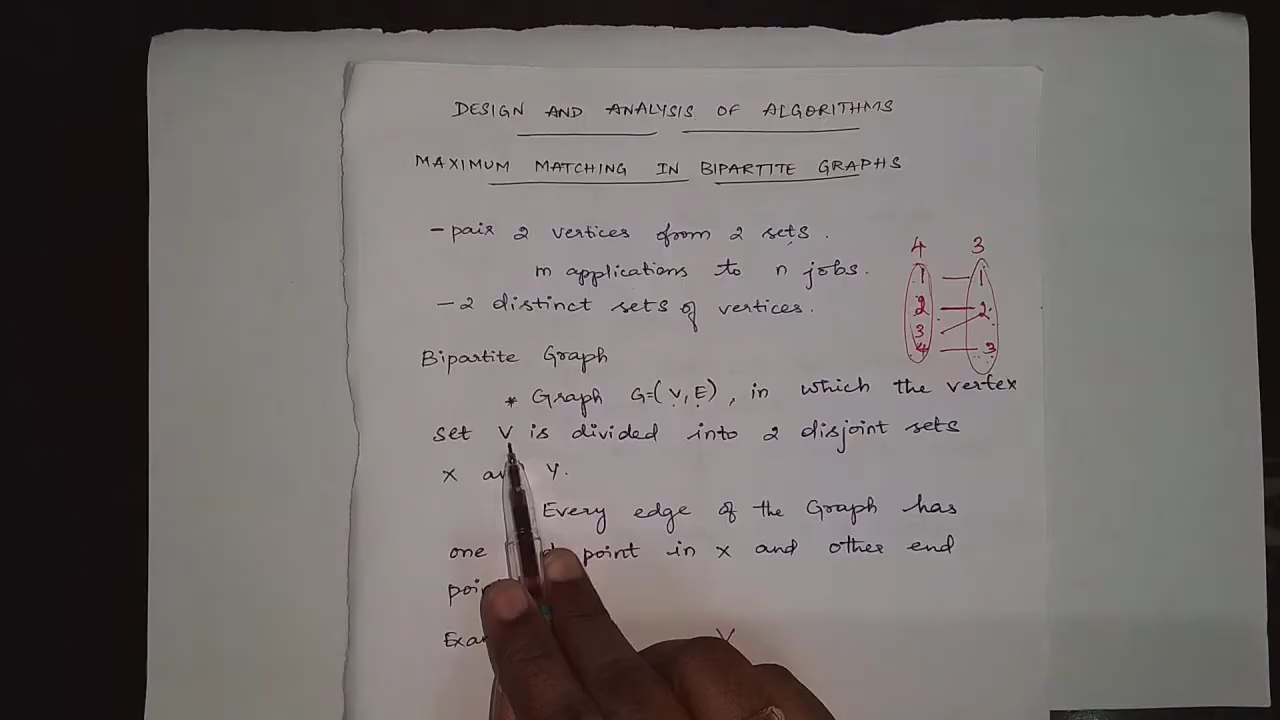 DESIGN AND ANALYSIS OF ALGORITHMS
MAXIMUM MATCHING IN BIPARTITE GRAPHS
- pair 2 vertices from 2 sets.
m applications to n jobs.
- 2 distinct sets of vertices.
4 3
1 1
2 2
3
4 3
Bipartite Graph
* Graph G=(V,E), in which the vertex
set V is divided into 2 disjoint sets
X Y.
Every edge of the Graph has
one point in X and other end
Y